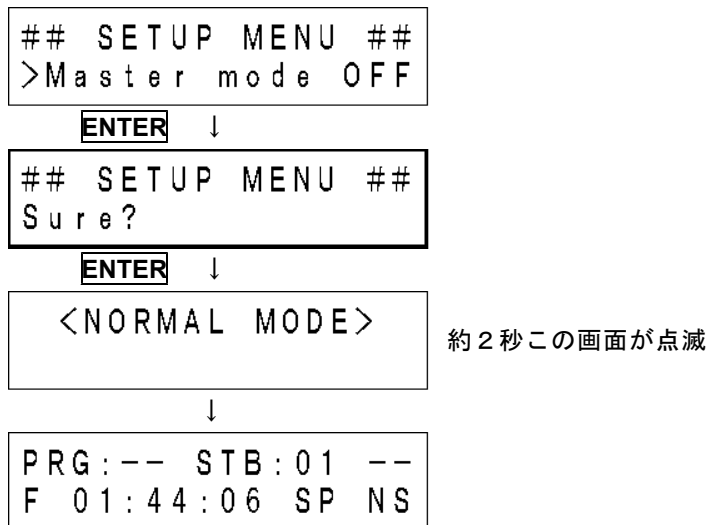 ## SETUP MENU ##
>Master mode OFF
ENTER ↓
## SETUP MENU ##
Sure?
ENTER ↓
<NORMAL MODE>
約２秒この画面が点滅
↓
PRG:-- STB:01 --
F 01:44:06 SP NS